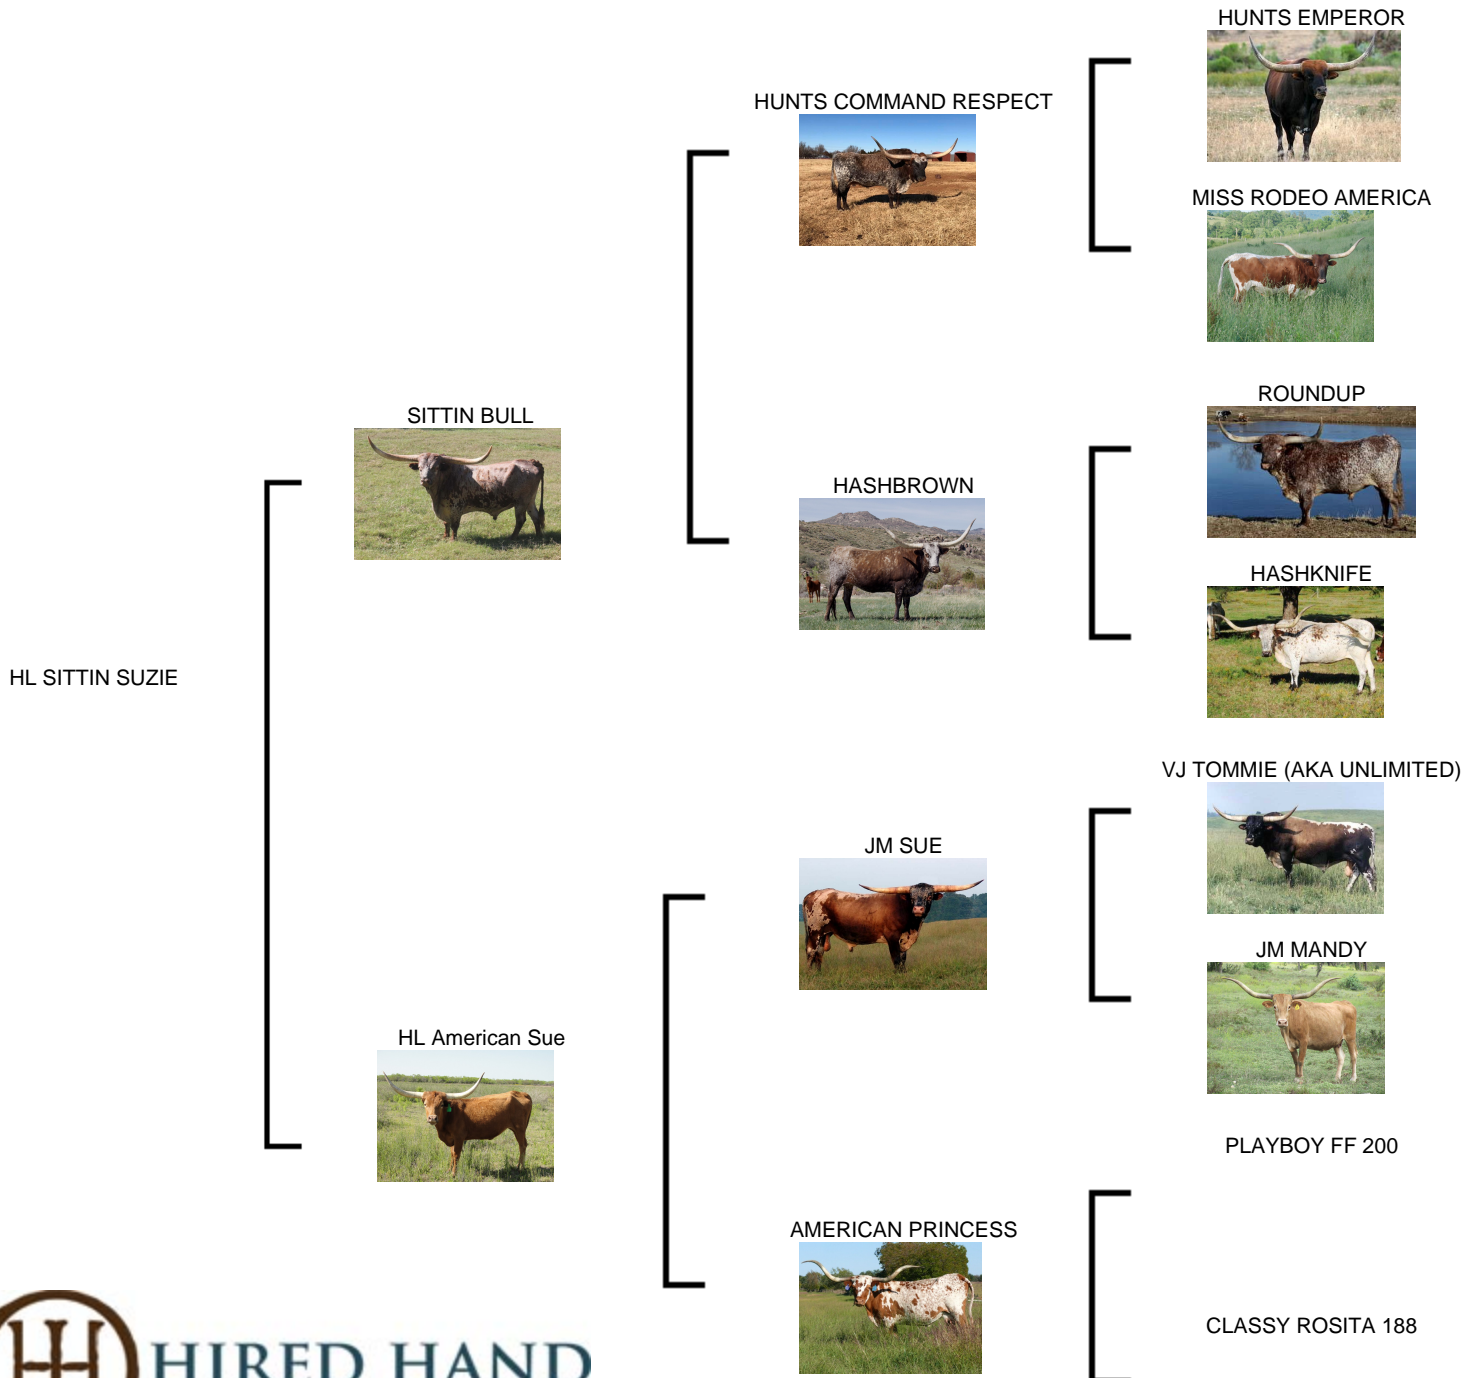 HUNTS EMPEROR
HUNTS COMMAND RESPECT
MISS RODEO AMERICA
ROUNDUP
SITTIN BULL
HASHBROWN
HASHKNIFE
HL SITTIN SUZIE
VJ TOMMIE (AKA UNLIMITED)
JM SUE
JM MANDY
HL American Sue
PLAYBOY FF 200
AMERICAN PRINCESS
CLASSY ROSITA 188
HIRED HAND